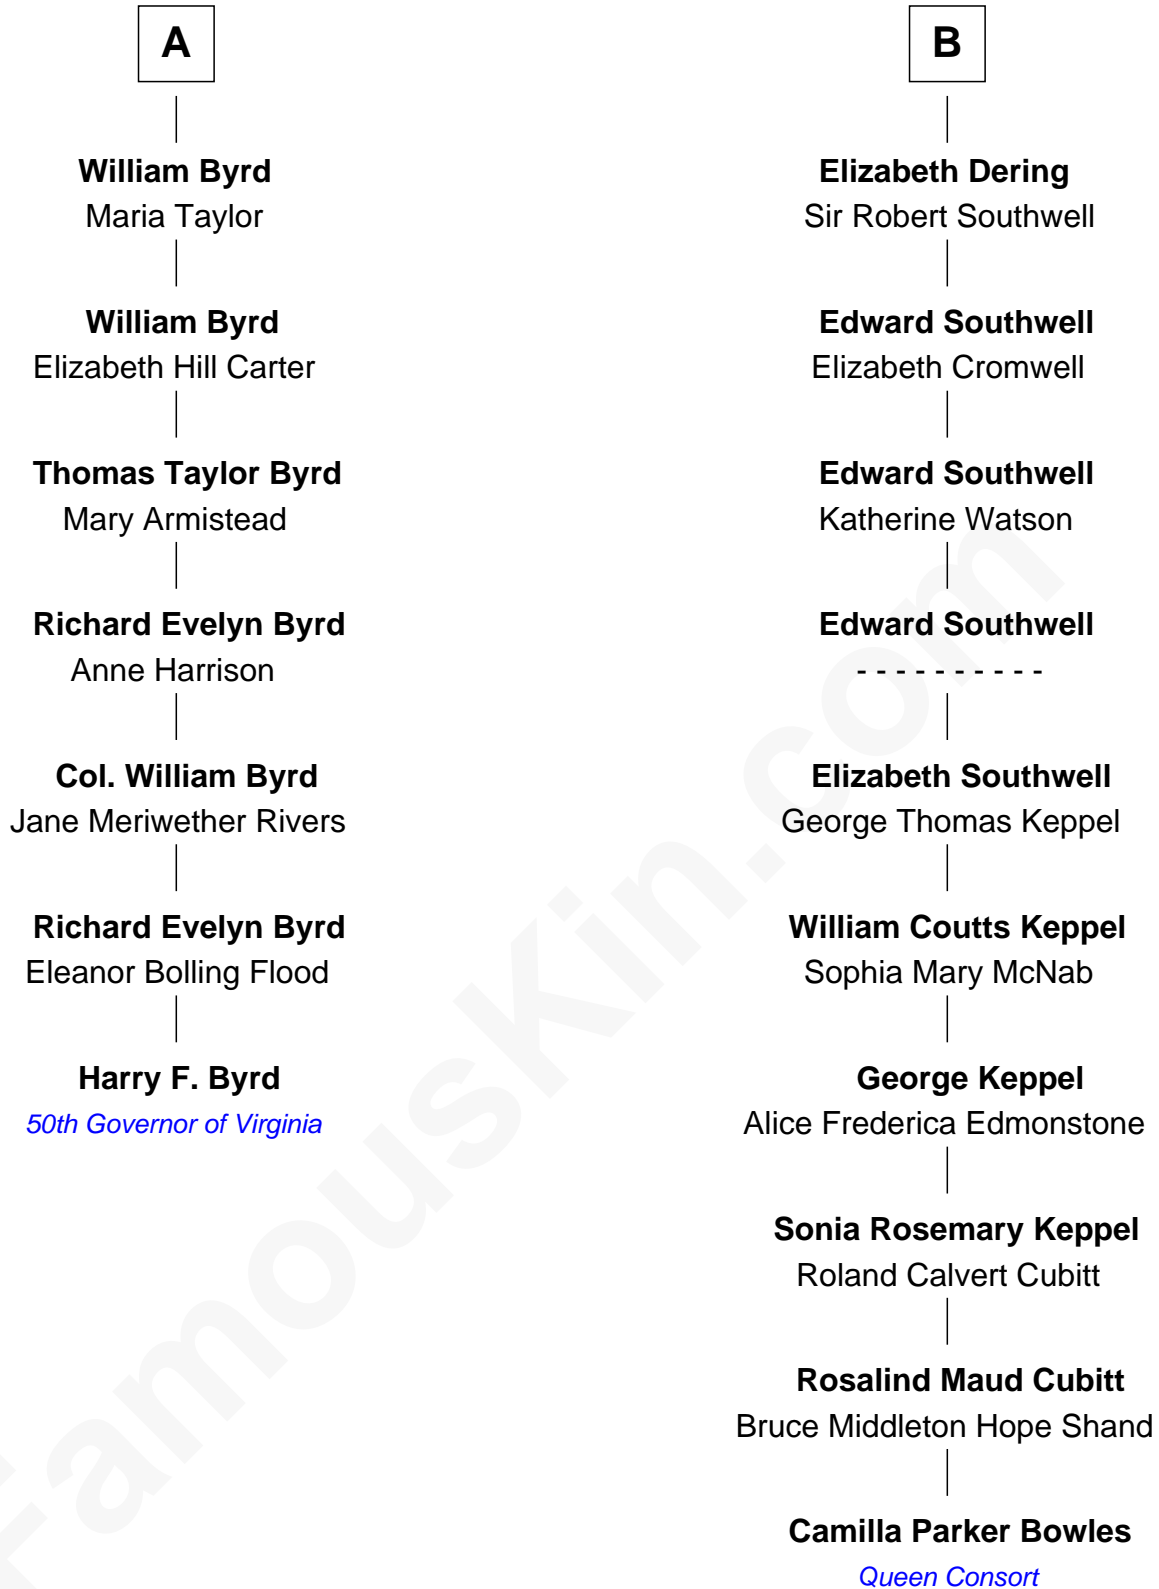 A
William Byrd
Maria Taylor
William Byrd
Elizabeth Hill Carter
Thomas Taylor Byrd
Mary Armistead
Richard Evelyn Byrd
Anne Harrison
Col. William Byrd
Jane Meriwether Rivers
Richard Evelyn Byrd
Eleanor Bolling Flood
Harry F. Byrd
50th Governor of Virginia
B
Elizabeth Dering
Sir Robert Southwell
Edward Southwell
Elizabeth Cromwell
Edward Southwell
Katherine Watson
Edward Southwell
- - - - - - - - - -
Elizabeth Southwell
George Thomas Keppel
William Coutts Keppel
Sophia Mary McNab
George Keppel
Alice Frederica Edmonstone
Sonia Rosemary Keppel
Roland Calvert Cubitt
Rosalind Maud Cubitt
Bruce Middleton Hope Shand
Camilla Parker Bowles
Queen Consort
FamousKin.com